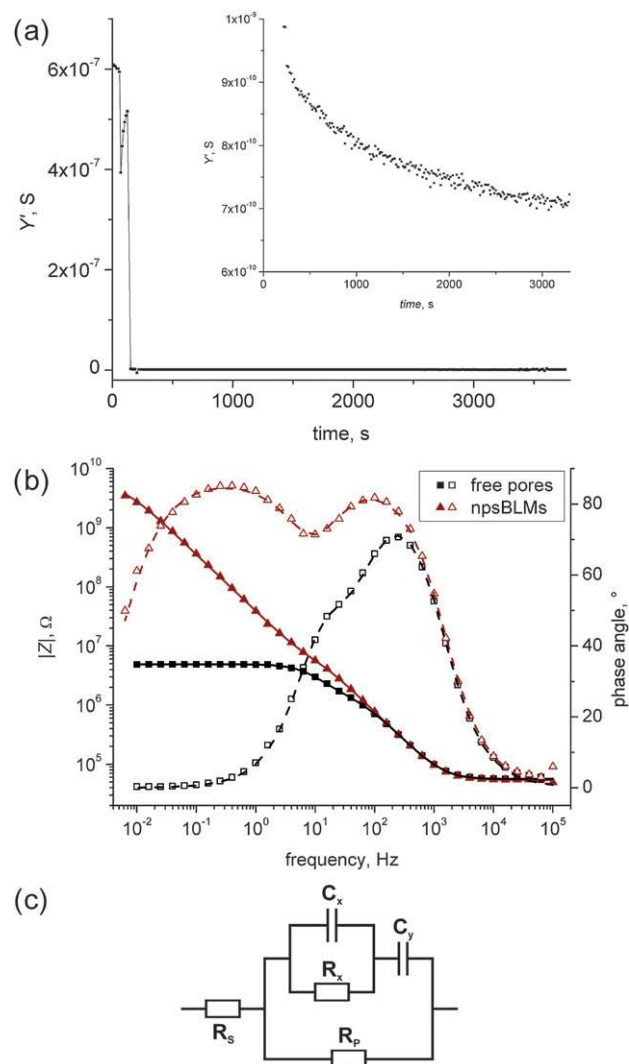 (a)
Y', S
6x10⁻⁷
4x10⁻⁷
2x10⁻⁷
0
0 1000 2000 3000
time, s
Y', S
1x10⁻⁹
9x10⁻¹⁰
8x10⁻¹⁰
7x10⁻¹⁰
6x10⁻¹⁰
0 1000 2000 3000
time, s
(b)
|Z|, Ω
10¹⁰
10⁹
10⁸
10⁷
10⁶
10⁵
free pores
npsBLMs
80
60
40
20
0
phase angle, °
10⁻² 10⁻¹ 10⁰ 10¹ 10² 10³ 10⁴ 10⁵
frequency, Hz
(c)
Cₓ
C_y
Rₓ
R_S
R_P